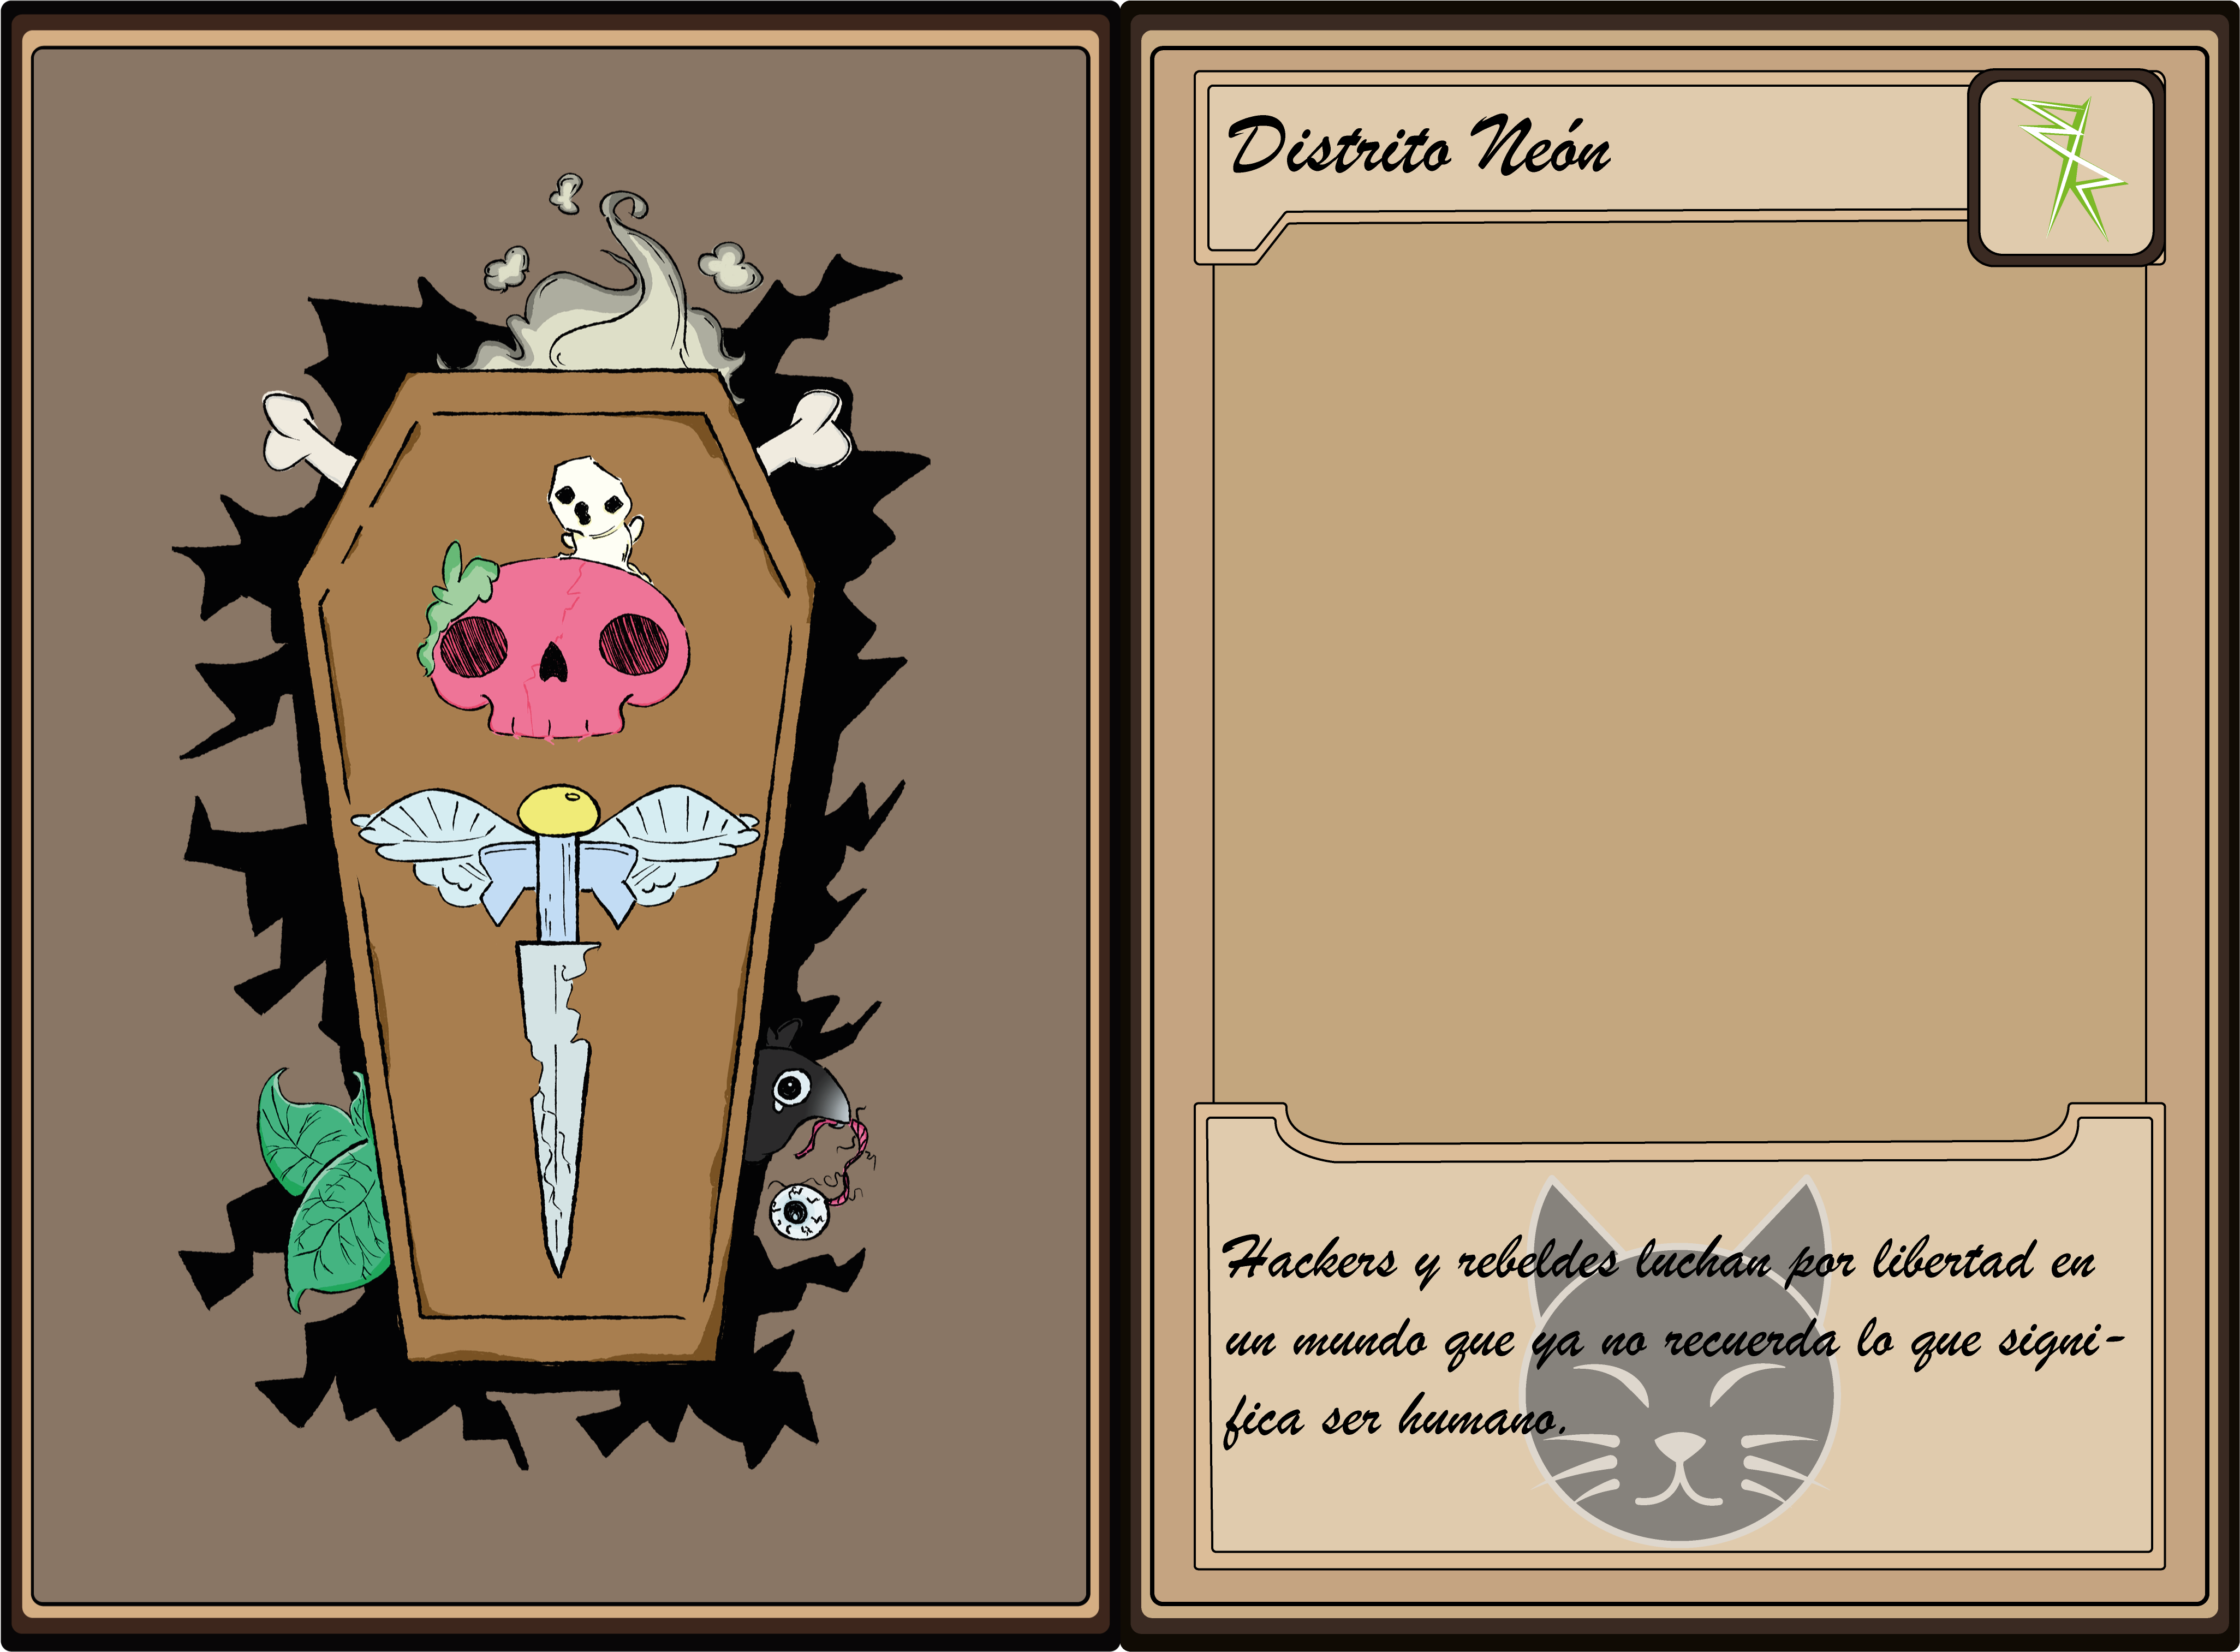 Distrito Neón
Hackers y rebeldes luchan por libertad en
un mundo que ya no recuerda lo que signi-
fica ser humano.